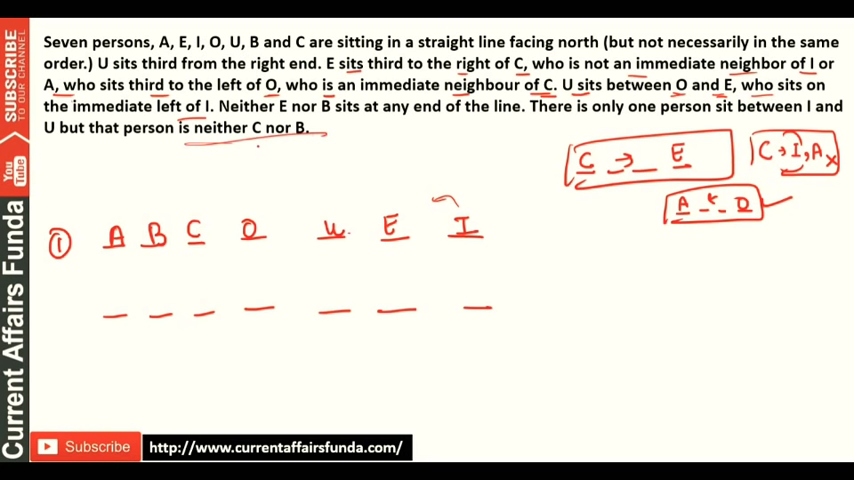 SUBSCRIBE
TO OUR CHANNEL
You Tube
Current Affairs Funda
Seven persons, A, E, I, O, U, B and C are sitting in a straight line facing north (but not necessarily in the same
order.) U sits third from the right end. E sits third to the right of C, who is not an immediate neighbor of I or
A, who sits third to the left of O, who is an immediate neighbour of C. U sits between O and E, who sits on
the immediate left of I. Neither E nor B sits at any end of the line. There is only one person sit between I and
U but that person is neither C nor B.
C → E
C → I, A x
A O
1 A B C O U E I
Subscribe http://www.currentaffairsfunda.com/